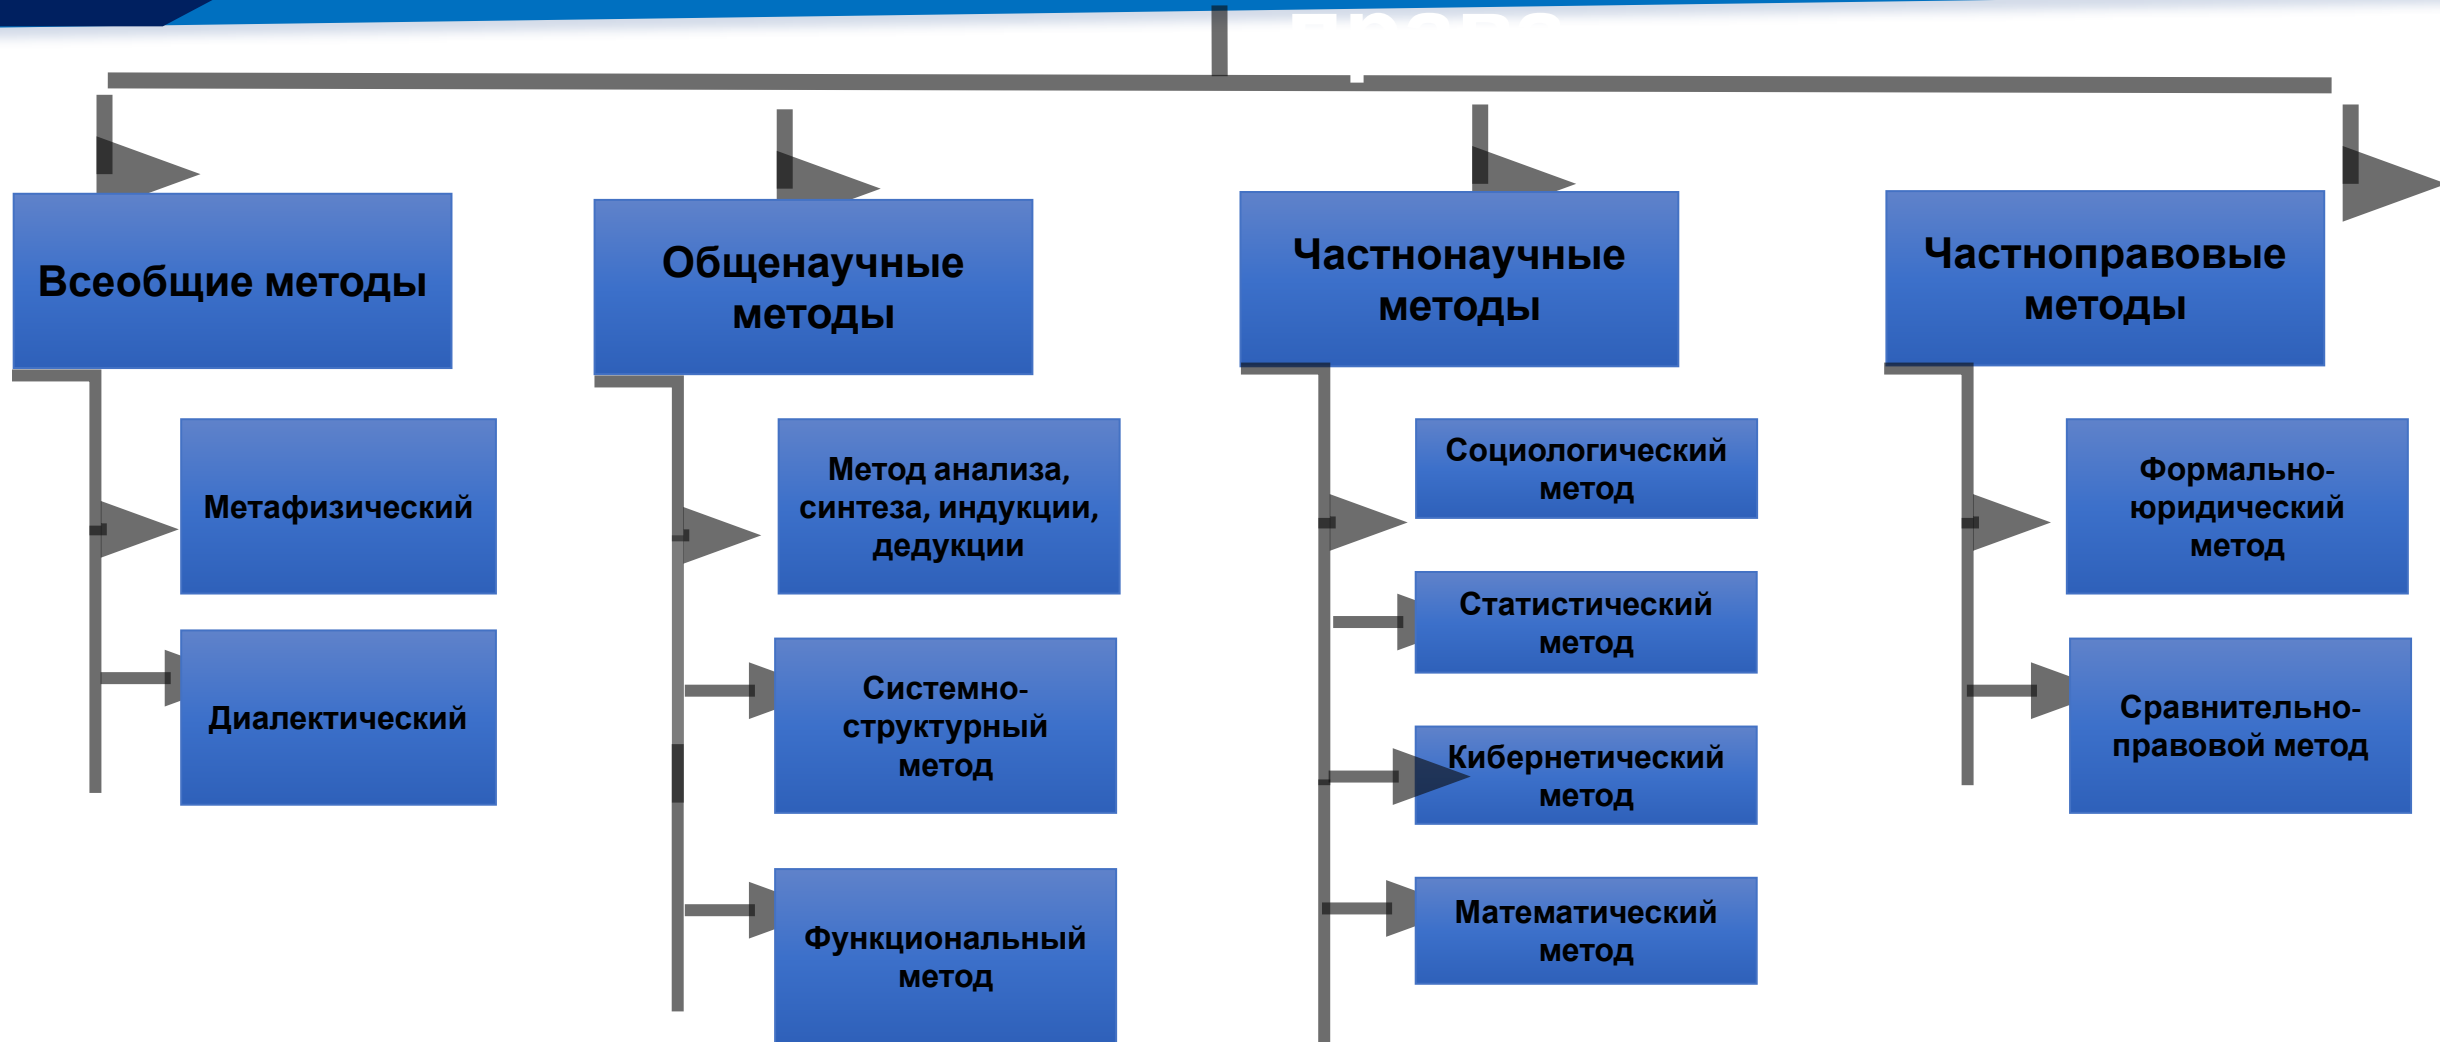 права
Всеобщие методы
Метафизический
Диалектический
Общенаучные
методы
Метод анализа,
синтеза, индукции,
дедукции
Системно-
структурный
метод
Функциональный
метод
Частнонаучные
методы
Социологический
метод
Статистический
метод
Кибернетический
метод
Математический
метод
Частноправовые
методы
Формально-
юридический
метод
Сравнительно-
правовой метод